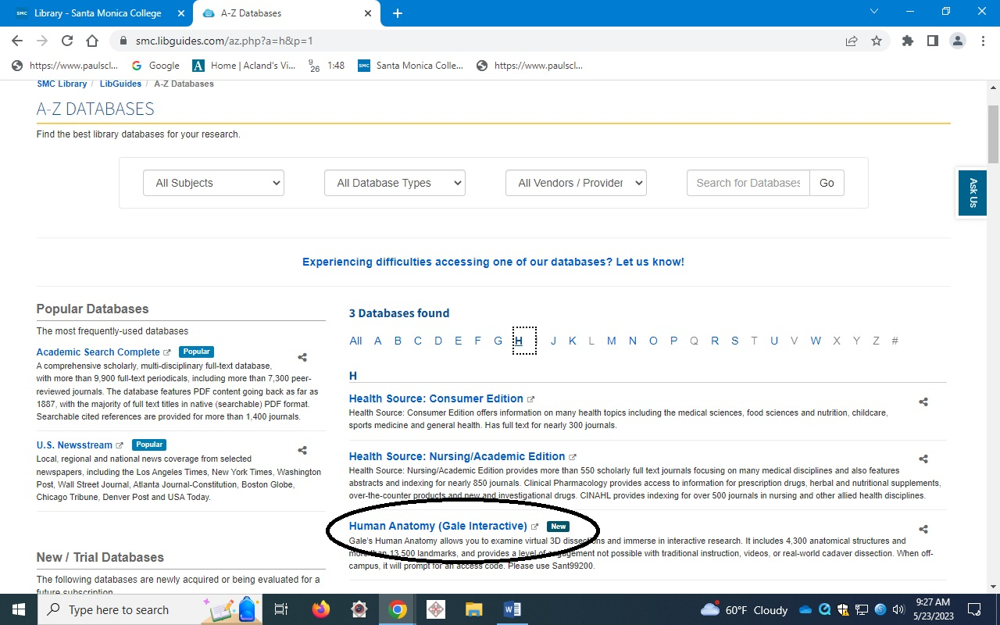 Library - Santa Monica College
A-Z Databases
smc.libguides.com/az.php?a=h&p=1
https://www.paulscl... Google Home | Acland's Vi... 9 26 1:48 SMC Santa Monica Colle... https://www.paulscl...
SMC Library / LibGuides / A-Z Databases
A-Z DATABASES
Find the best library databases for your research.
All Subjects All Database Types All Vendors / Provider Search for Databases Go
Ask Us
Experiencing difficulties accessing one of our databases? Let us know!
Popular Databases
The most frequently-used databases
Academic Search Complete Popular
A comprehensive scholarly, multi-disciplinary full-text database,
with more than 9,900 full-text periodicals, including more than 7,300 peer-
reviewed journals. The database features PDF content going back as far as
1887, with the majority of full text titles in native (searchable) PDF format.
Searchable cited references are provided for more than 1,400 journals.
U.S. Newsstream Popular
Local, regional and national news coverage from selected
newspapers, including the Los Angeles Times, New York Times, Washington
Post, Wall Street Journal, Atlanta Journal-Constitution, Boston Globe,
Chicago Tribune, Denver Post and USA Today.
New / Trial Databases
The following databases are newly acquired or being evaluated for a
future subscription.
3 Databases found
All A B C D E F G H J K L M N O P Q R S T U V W X Y Z #
H
Health Source: Consumer Edition
Health Source: Consumer Edition offers information on many health topics including the medical sciences, food sciences and nutrition, childcare,
sports medicine and general health. Has full text for nearly 300 journals.
Health Source: Nursing/Academic Edition
Health Source: Nursing/Academic Edition provides more than 550 scholarly full text journals focusing on many medical disciplines and also features
abstracts and indexing for nearly 850 journals. Clinical Pharmacology provides access to information for prescription drugs, herbal and nutritional supplements,
over-the-counter products and new and investigational drugs. CINAHL provides indexing for over 500 journals in nursing and other allied health disciplines.
Human Anatomy (Gale Interactive) New
Gale's Human Anatomy allows you to examine virtual 3D dissections and immerse in interactive research. It includes 4,300 anatomical structures and
more than 13,500 landmarks, and provides a level of engagement not possible with traditional instruction, videos, or real-world cadaver dissection. When off-
campus, it will prompt for an access code. Please use Sant99200.
Type here to search
60°F Cloudy
9:27 AM
5/23/2023